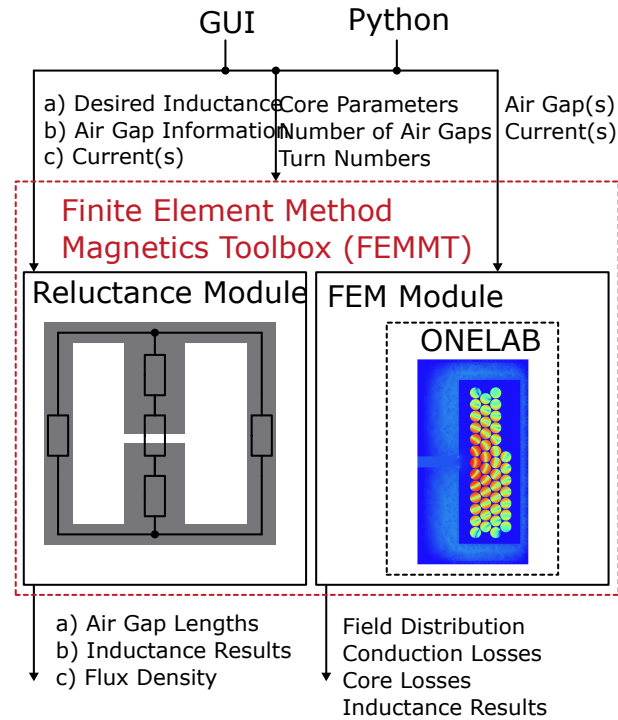 GUI
Python
a) Desired Inductance
b) Air Gap Information
c) Current(s)
Core Parameters
Number of Air Gaps
Turn Numbers
Air Gap(s)
Current(s)
Finite Element Method
Magnetics Toolbox (FEMMT)
Reluctance Module
FEM Module
ONELAB
a) Air Gap Lengths
b) Inductance Results
c) Flux Density
Field Distribution
Conduction Losses
Core Losses
Inductance Results